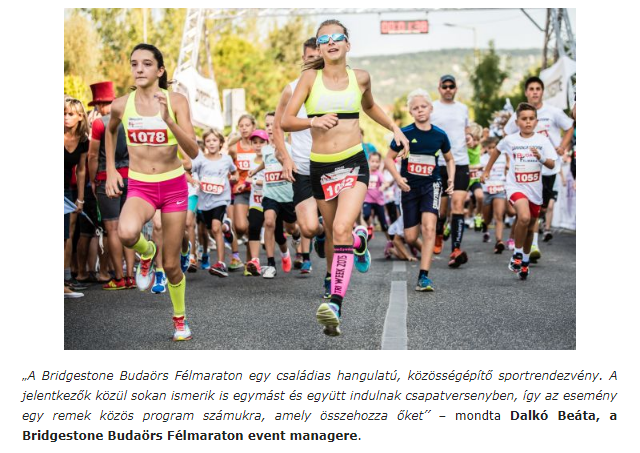 1078
1059
1073
1055
„A Bridgestone Budaörs Félmaraton egy családias hangulatú, közösségépítő sportrendezvény. A
jelentkezők közül sokan ismerik is egymást és együtt indulnak csapatversenyben, így az esemény
egy remek közös program számukra, amely összehozza őket” – mondta Dalkó Beáta, a
Bridgestone Budaörs Félmaraton event managere.